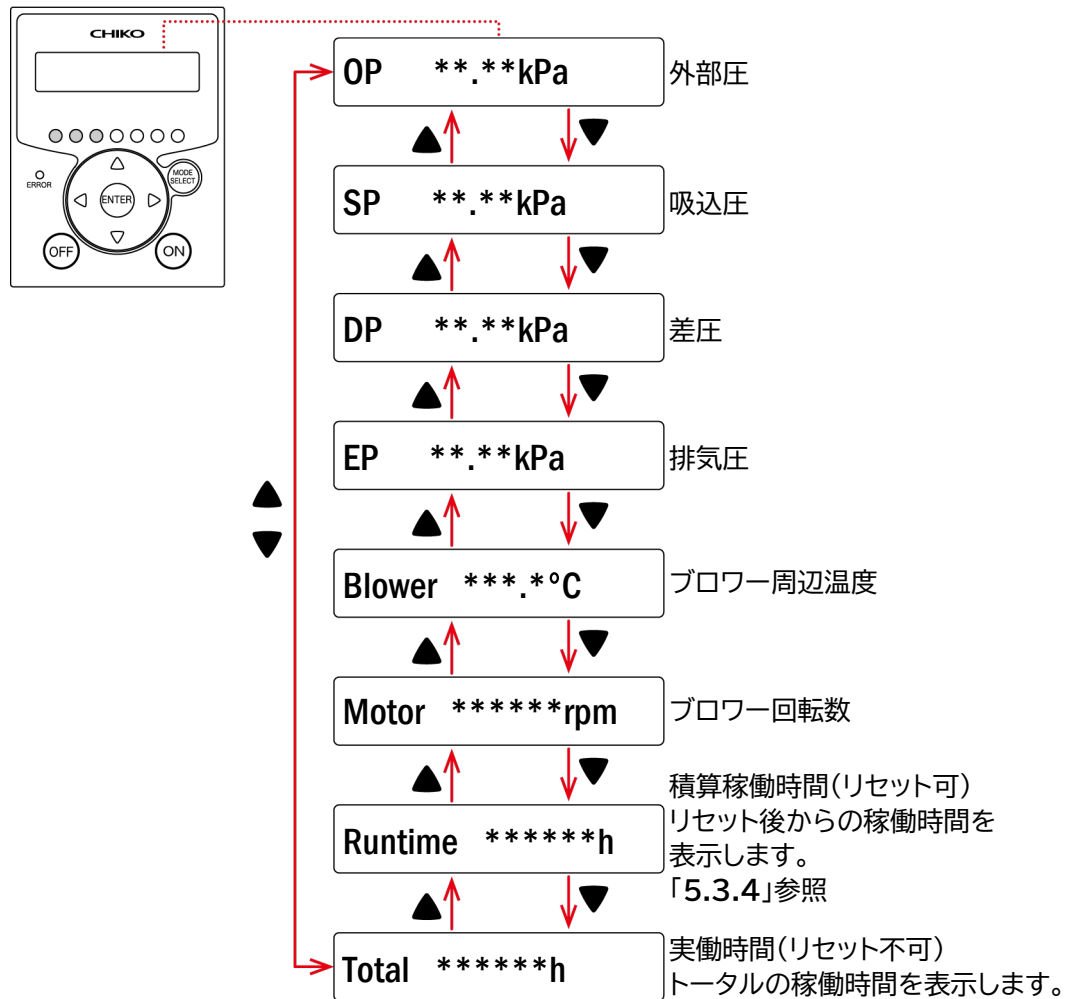 CHIKO
ERROR
MODE
SELECT
ENTER
OFF
ON
OP **.**kPa
外部圧
SP **.**kPa
吸込圧
DP **.**kPa
差圧
EP **.**kPa
排気圧
Blower ***.*°C
ブロワー周辺温度
Motor ******rpm
ブロワー回転数
Runtime ******h
積算稼働時間(リセット可)
リセット後からの稼働時間を
表示します。
「5.3.4」参照
Total ******h
実働時間(リセット不可)
トータルの稼働時間を表示します。